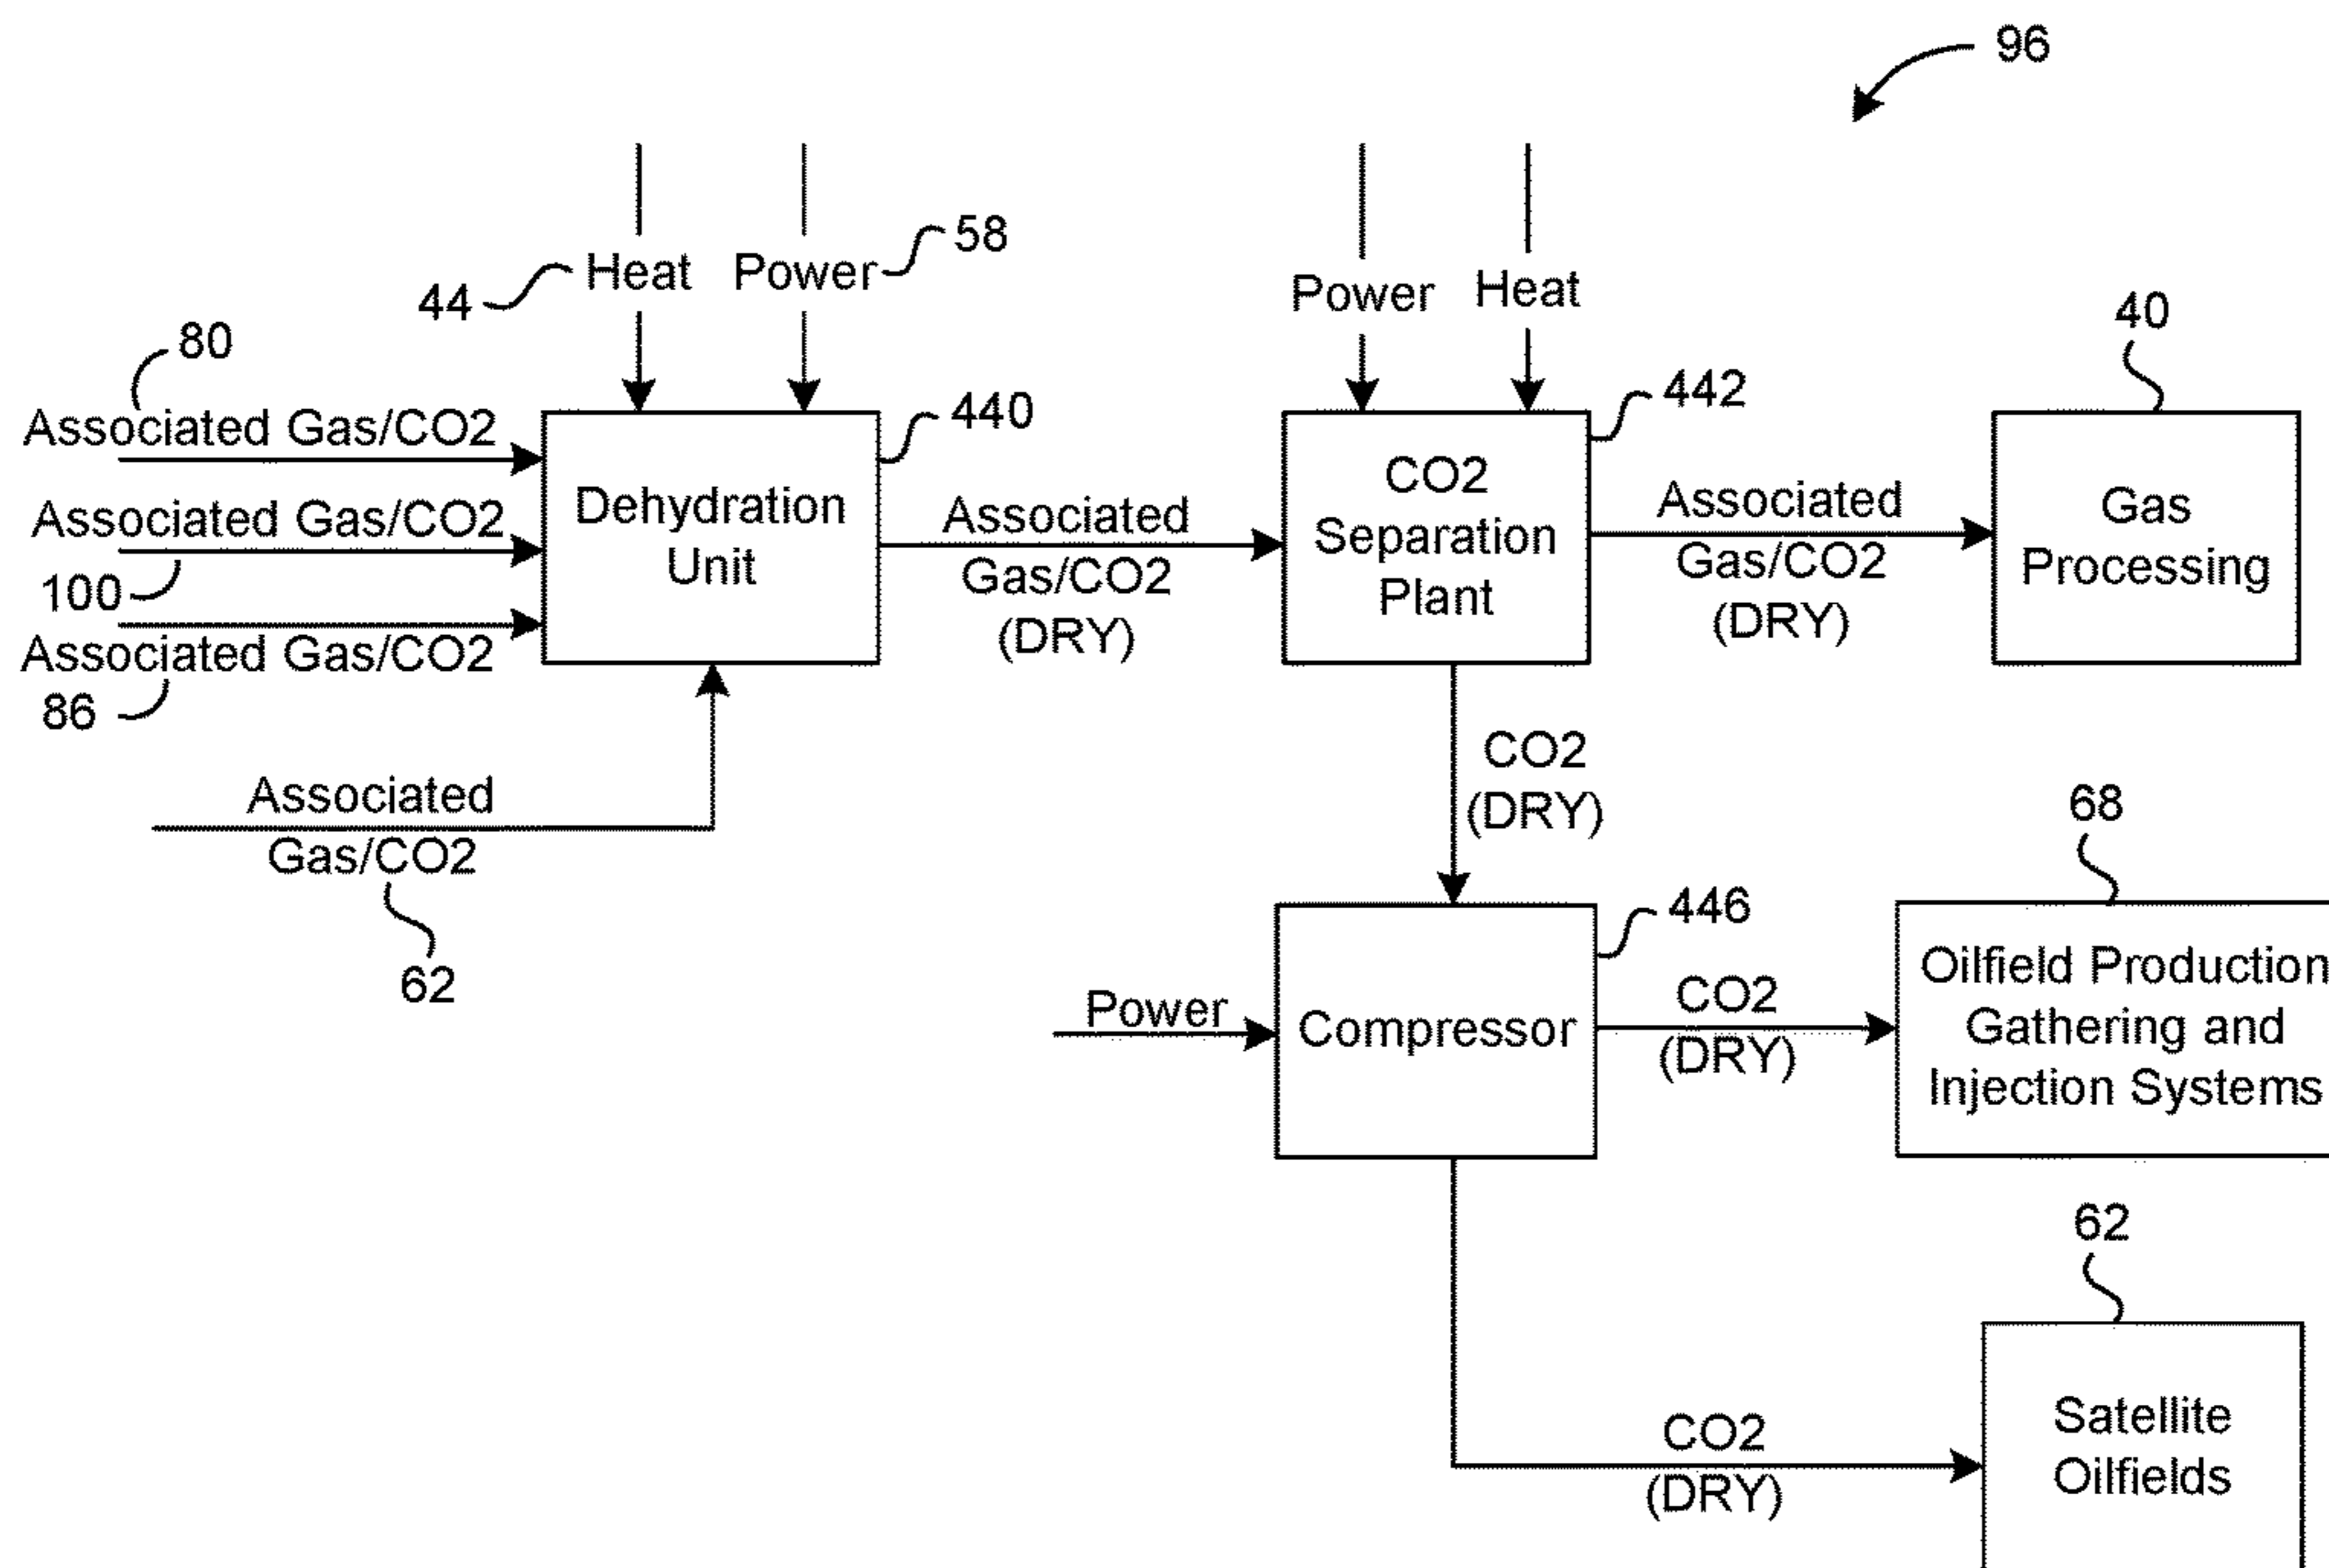 96
58
44
Heat
Power
Power
Heat
80
40
440
442
Associated Gas/CO2
Associated Gas/CO2
100
Associated Gas/CO2
86
Dehydration
Unit
Associated
Gas/CO2
(DRY)
CO2
Separation
Plant
Associated
Gas/CO2
(DRY)
Gas
Processing
Associated
Gas/CO2
62
CO2
(DRY)
446
68
Power
Compressor
CO2
(DRY)
Oilfield Production
Gathering and
Injection Systems
62
CO2
(DRY)
Satellite
Oilfields